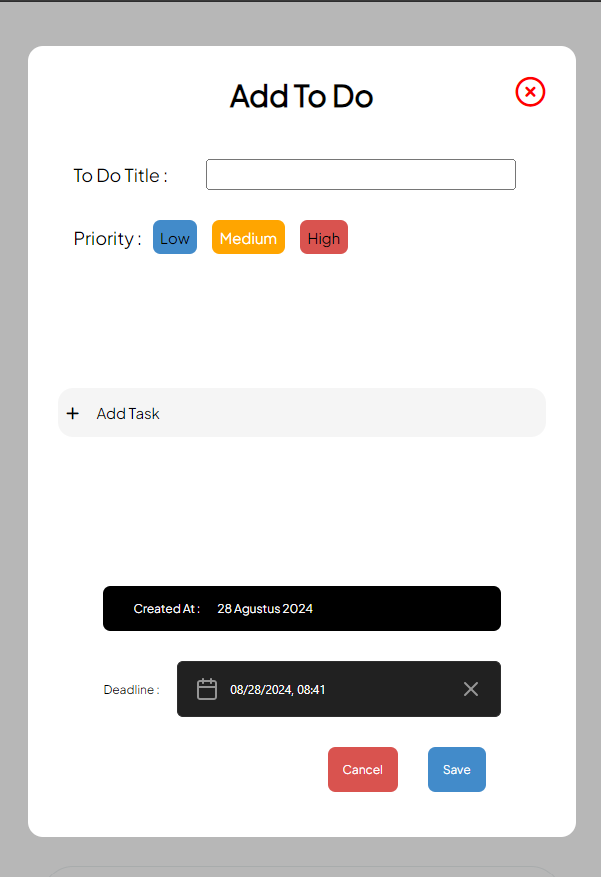 Add To Do
To Do Title :
Priority : Low Medium High
+ Add Task
Created At : 28 Agustus 2024
Deadline : 08/28/2024, 08:41
Cancel Save